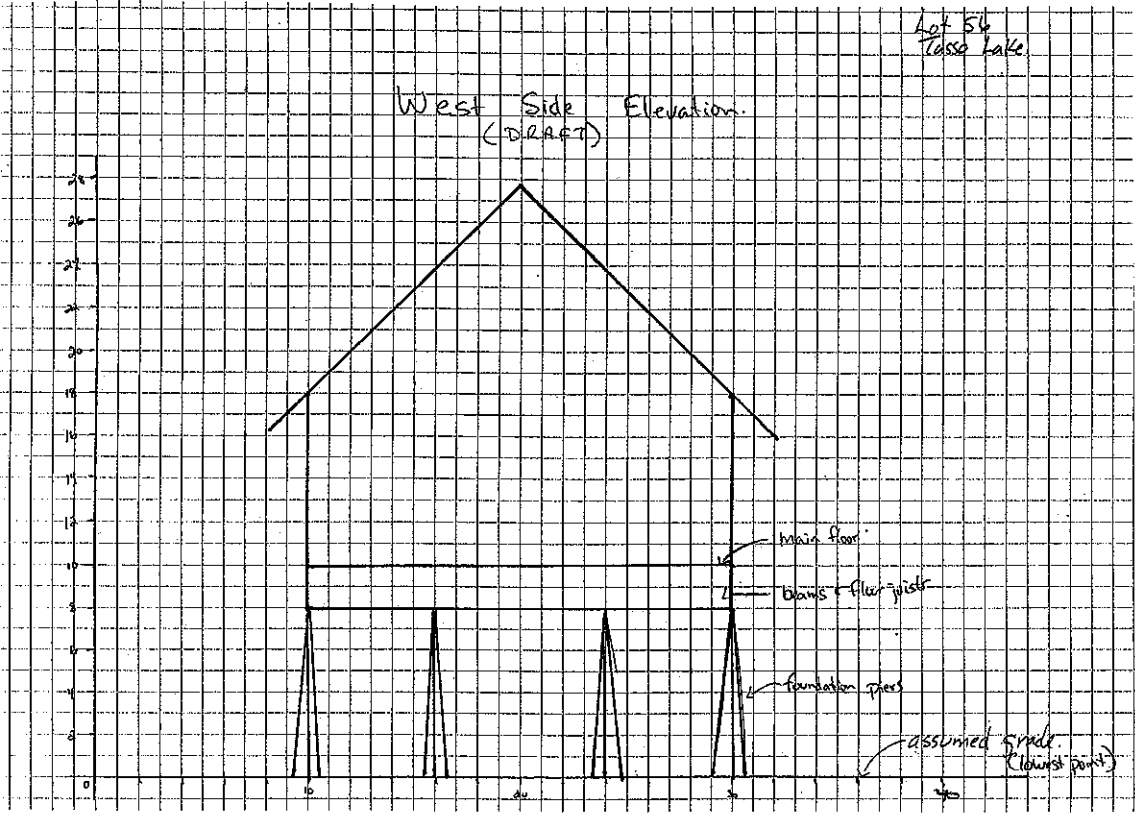 Lot 56
Tasso Lake
West Side Elevation.
(DRAFT)
28
26
24
22
20
18
16
14
12
10
main floor
beams & floor joists
8
6
4
foundation piers
2
assumed grade.
(lowest point)
0
10
20
30
40